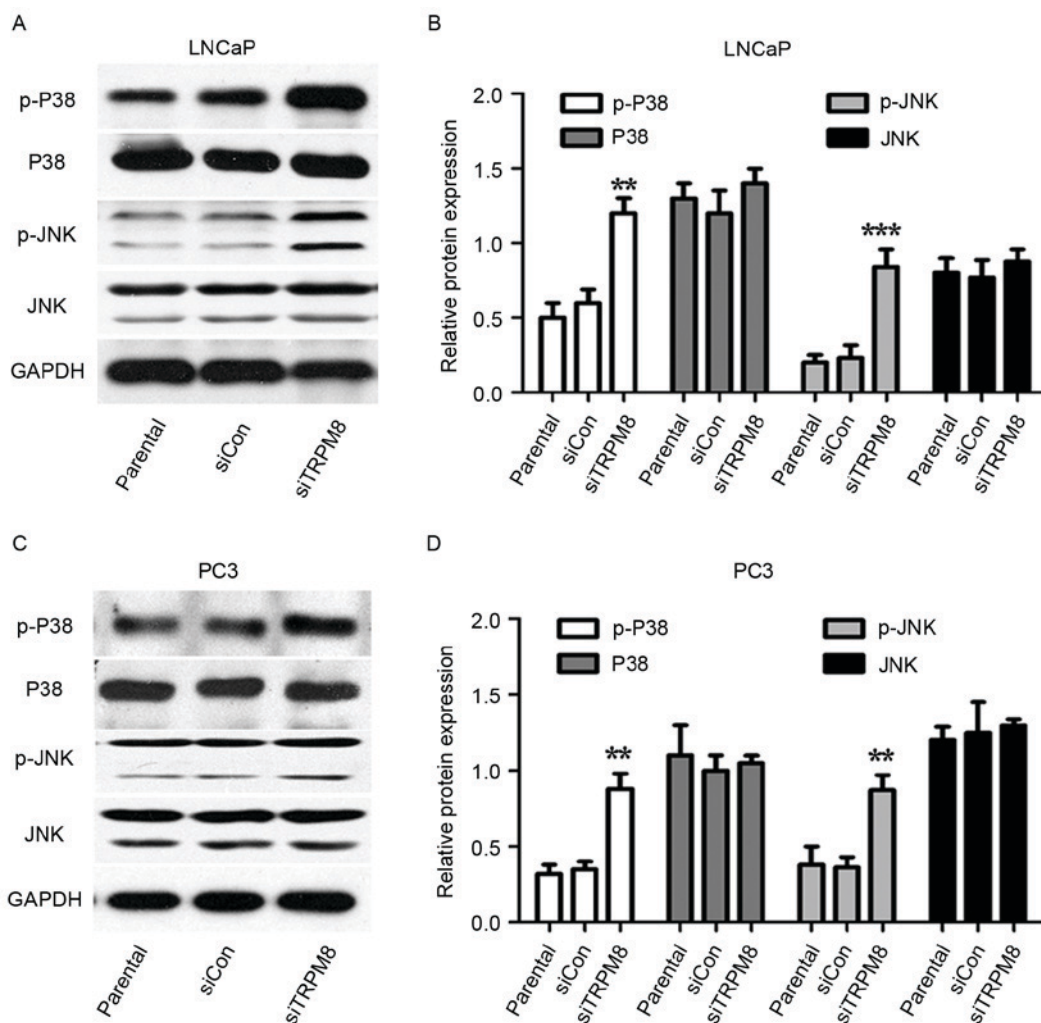 A
LNCaP
p-P38
P38
p-JNK
JNK
GAPDH
Parental
siCon
siTRPM8
B
LNCaP
Relative protein expression
2.0
1.5
1.0
0.5
0.0
p-P38
P38
p-JNK
JNK
**
***
Parental
siCon
siTRPM8
Parental
siCon
siTRPM8
Parental
siCon
siTRPM8
Parental
siCon
siTRPM8
C
PC3
p-P38
P38
p-JNK
JNK
GAPDH
Parental
siCon
siTRPM8
D
PC3
Relative protein expression
2.0
1.5
1.0
0.5
0.0
p-P38
P38
p-JNK
JNK
**
**
Parental
siCon
siTRPM8
Parental
siCon
siTRPM8
Parental
siCon
siTRPM8
Parental
siCon
siTRPM8